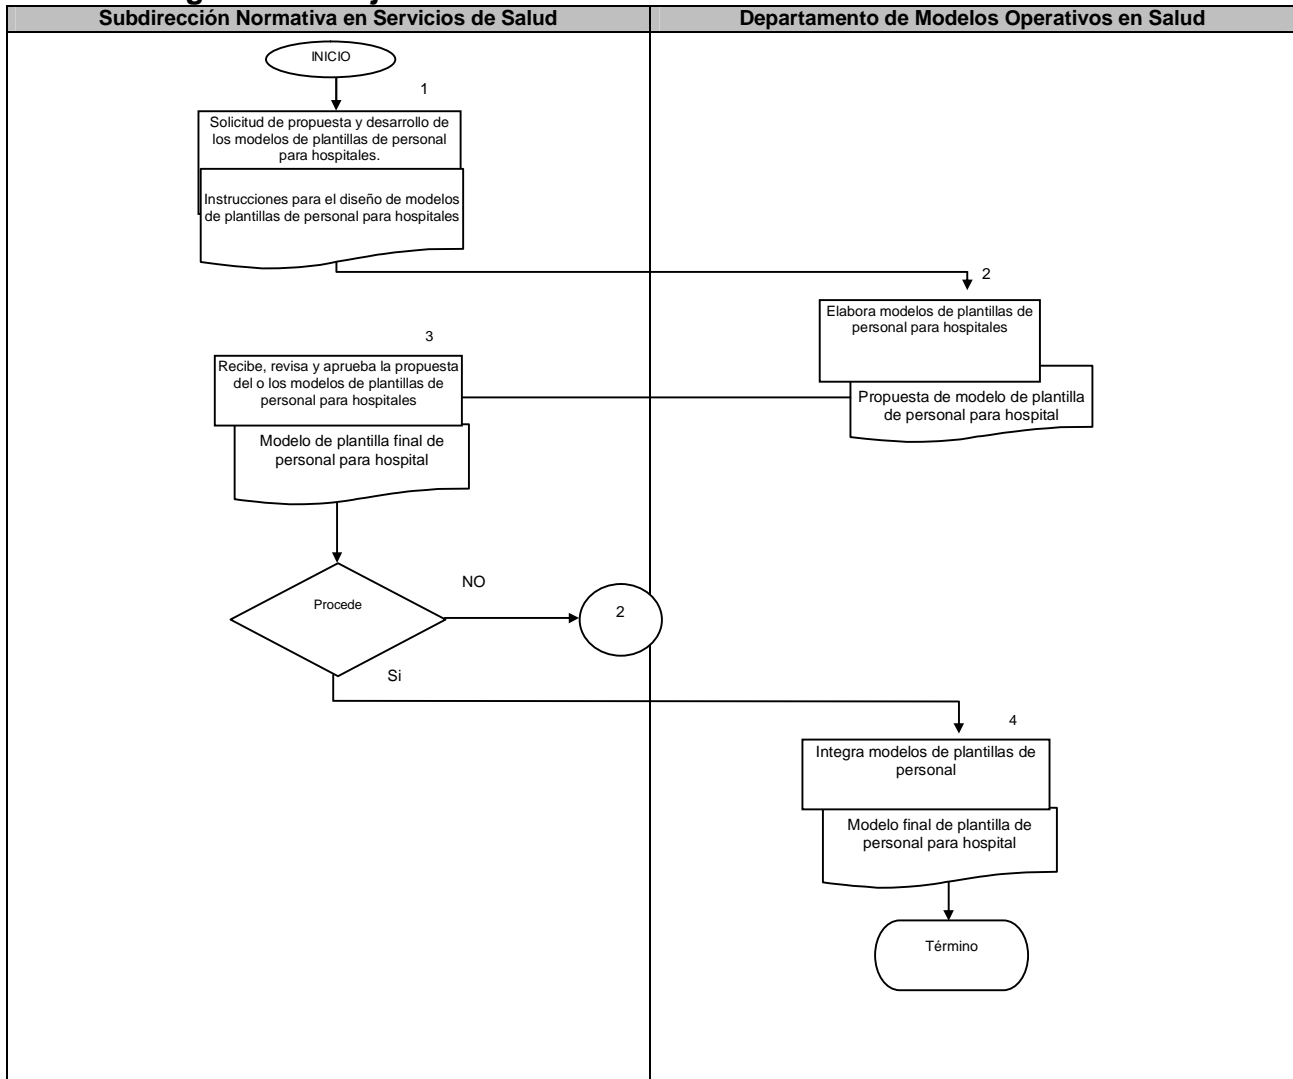 Subdirección Normativa en Servicios de Salud
Departamento de Modelos Operativos en Salud
INICIO
1
Solicitud de propuesta y desarrollo de
los modelos de plantillas de personal
para hospitales.
Instrucciones para el diseño de modelos
de plantillas de personal para hospitales
2
Elabora modelos de plantillas de
personal para hospitales
Propuesta de modelo de plantilla
de personal para hospital
3
Recibe, revisa y aprueba la propuesta
del o los modelos de plantillas de
personal para hospitales
Modelo de plantilla final de
personal para hospital
Procede
NO
2
Si
4
Integra modelos de plantillas de
personal
Modelo final de plantilla de
personal para hospital
Término